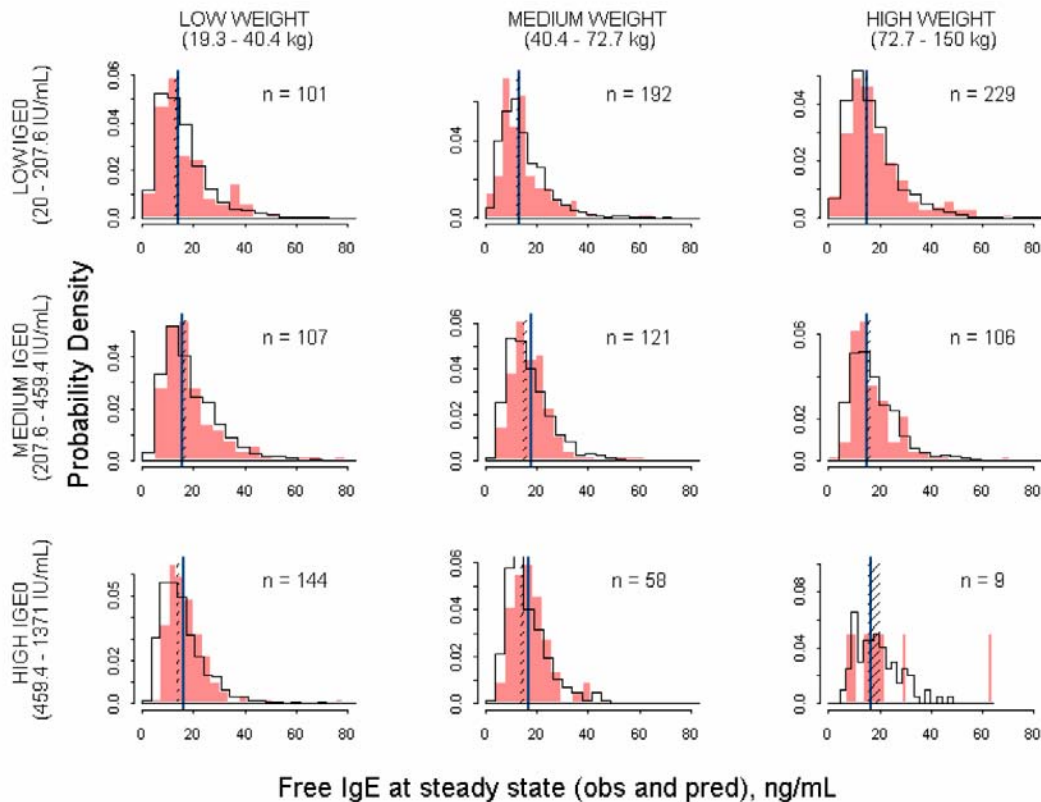 LOW WEIGHT
(19.3 - 40.4 kg)
MEDIUM WEIGHT
(40.4 - 72.7 kg)
HIGH WEIGHT
(72.7 - 150 kg)
LOW IGE0
(20 - 207.6 IU/mL)
MEDIUM IGE0
(207.6 - 459.4 IU/mL)
HIGH IGE0
(459.4 - 1371 IU/mL)
Probability Density
n = 101
0.06
0.04
0.02
0.0
0 20 40 60 80
n = 192
0.04
0.0
0 20 40 60 80
n = 229
0.04
0.02
0.0
0 20 40 60 80
n = 107
0.04
0.02
0.0
0 20 40 60 80
n = 121
0.06
0.04
0.02
0.0
0 20 40 60 80
n = 106
0.06
0.04
0.02
0.0
0 20 40 60 80
n = 144
0.05
0.02
0.0
0 20 40 60 80
n = 58
0.06
0.04
0.02
0.0
0 20 40 60 80
n = 9
0.08
0.04
0.0
0 20 40 60 80
Free IgE at steady state (obs and pred), ng/mL